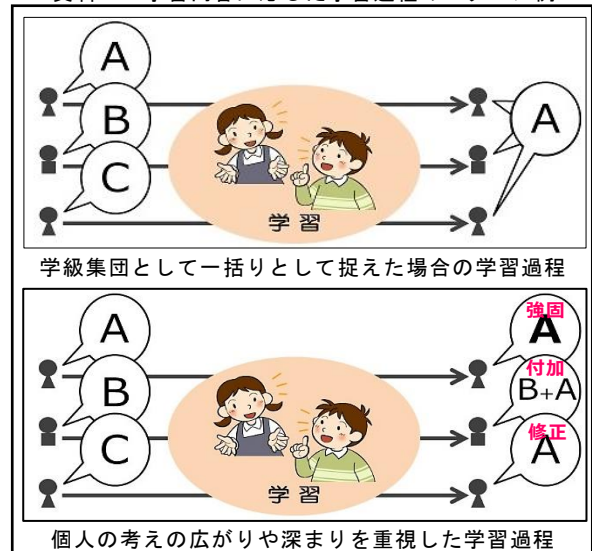 A
B
C
学習
A
学級集団として一括りとして捉えた場合の学習過程
A
B
C
学習
強固
A
付加
B+A
修正
A
個人の考えの広がりや深まりを重視した学習過程